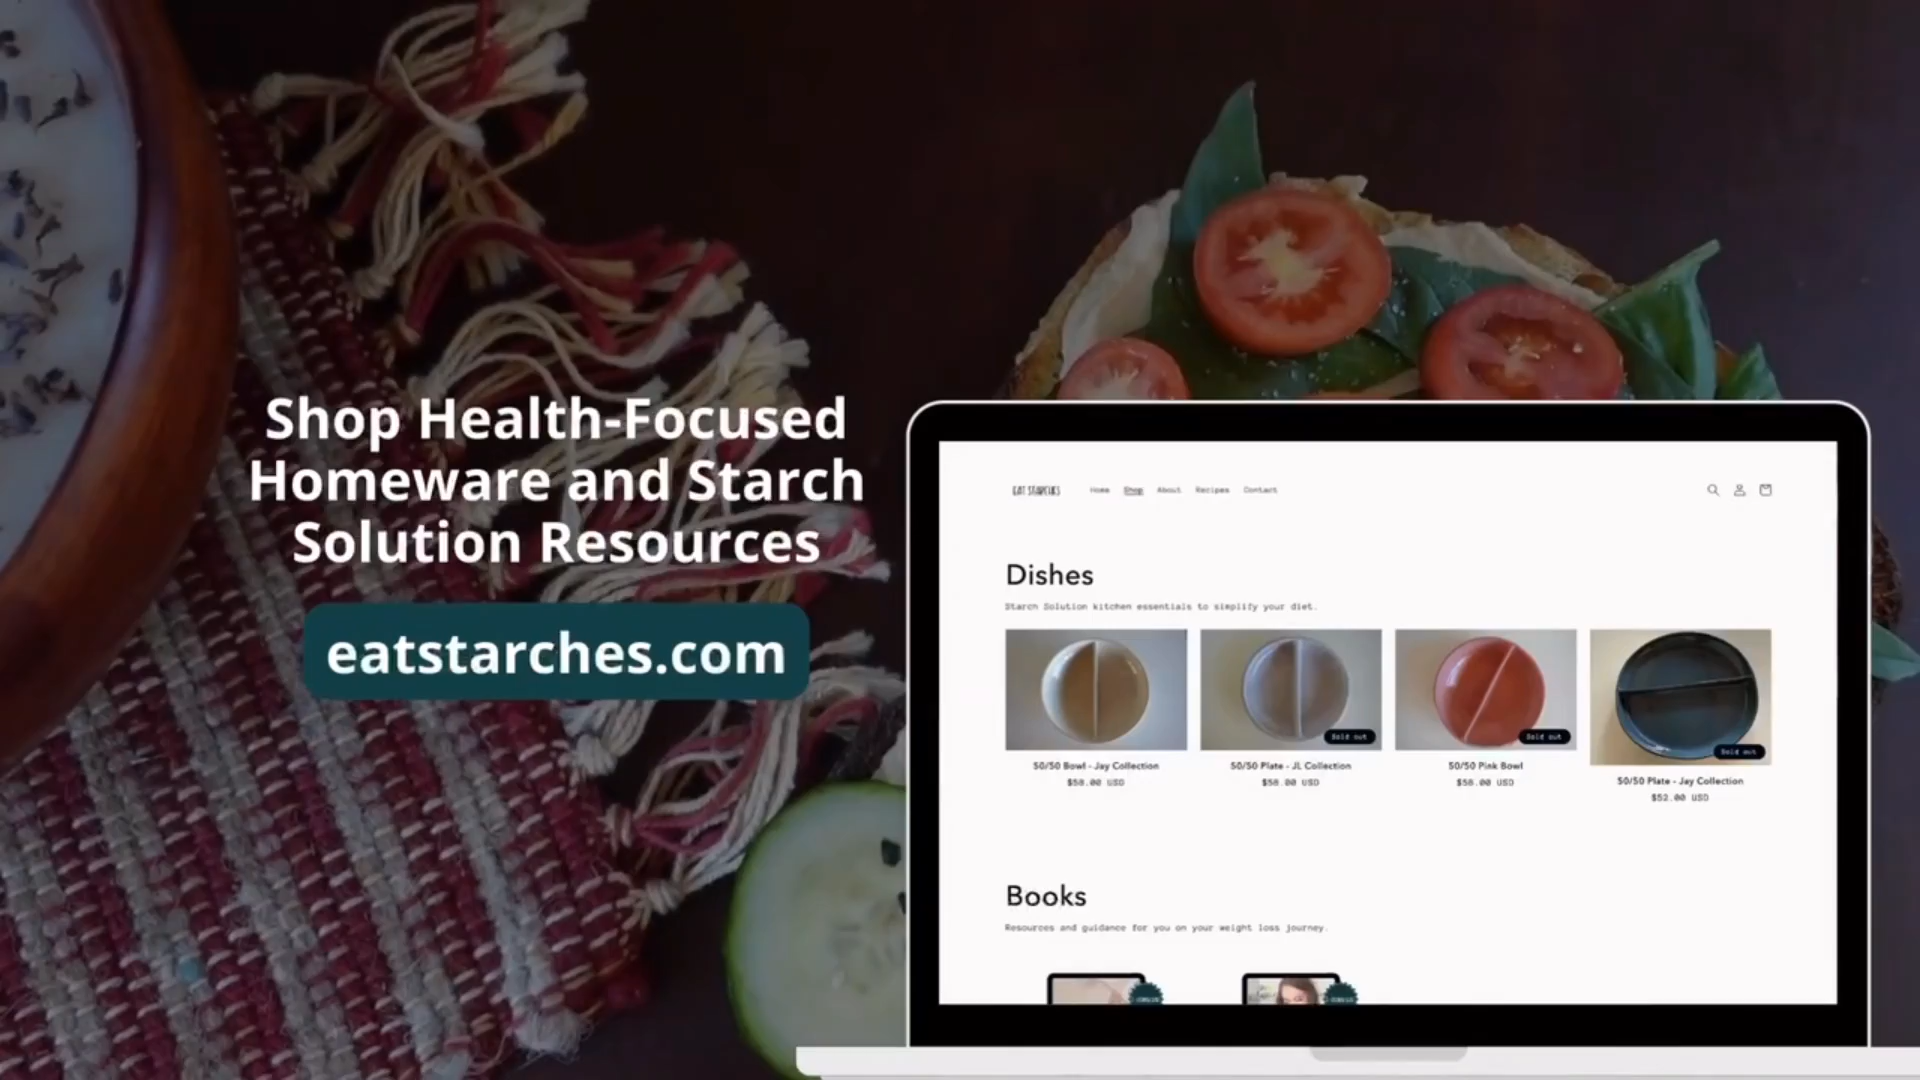 Shop Health-Focused
Homeware and Starch
Solution Resources
eatstarches.com
EAT STARCHES
Home Shop About Recipes Contact
Dishes
Starch Solution kitchen essentials to simplify your diet.
Sold out
Sold out
Sold out
50/50 Bowl - Jay Collection
$58.00 USD
50/50 Plate - JL Collection
$58.00 USD
50/50 Pink Bowl
$58.00 USD
50/50 Plate - Jay Collection
$52.00 USD
Books
Resources and guidance for you on your weight loss journey.